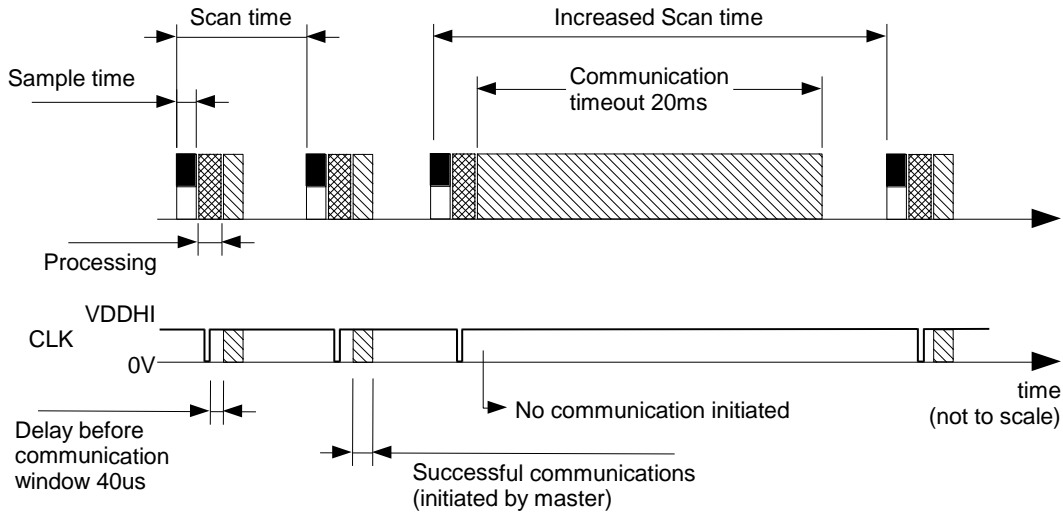 Scan time
Increased Scan time
Sample time
Communication
timeout 20ms
Processing
VDDHI
CLK
0V
time
(not to scale)
No communication initiated
Delay before
communication
window 40us
Successful communications
(initiated by master)